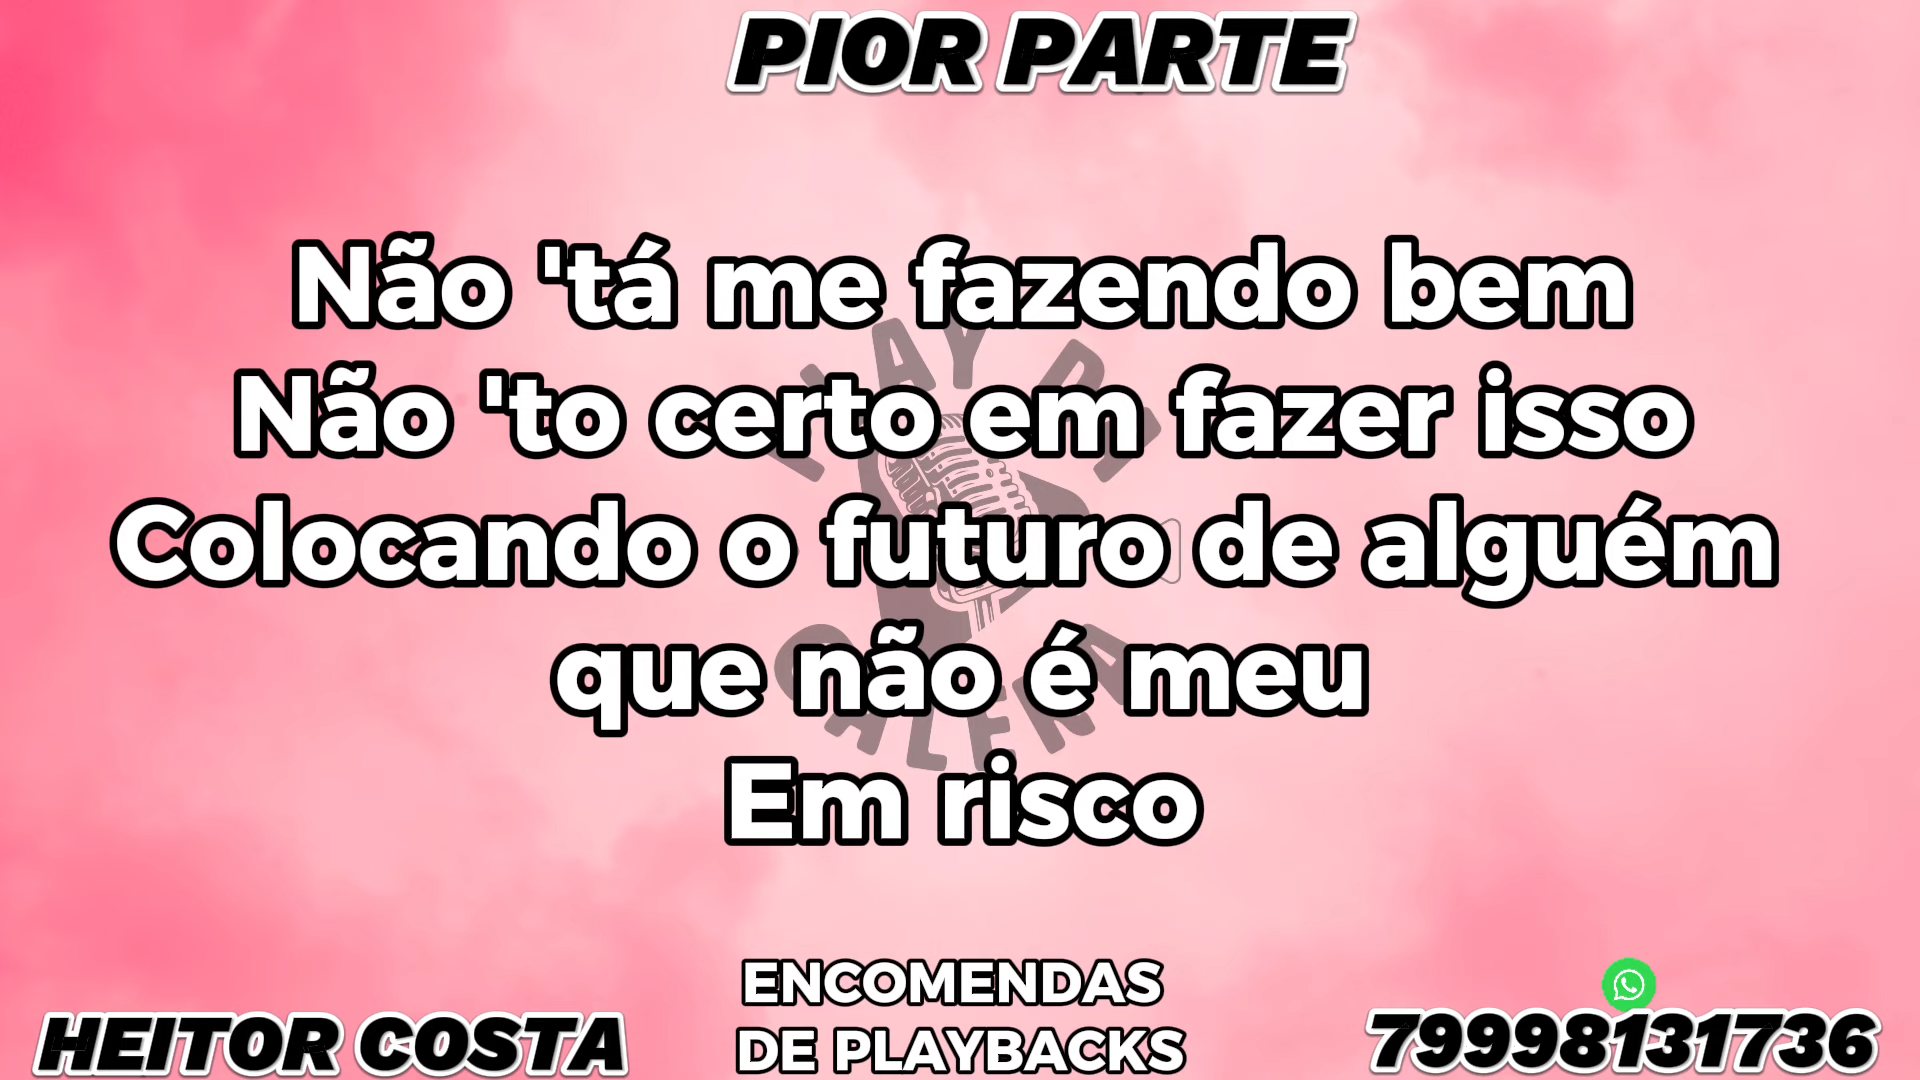 PIOR PARTE
Não 'tá me fazendo bem
Não 'to certo em fazer isso
Colocando o futuro de alguém
que não é meu
Em risco
ENCOMENDAS
DE PLAYBACKS
HEITOR COSTA
79998131736